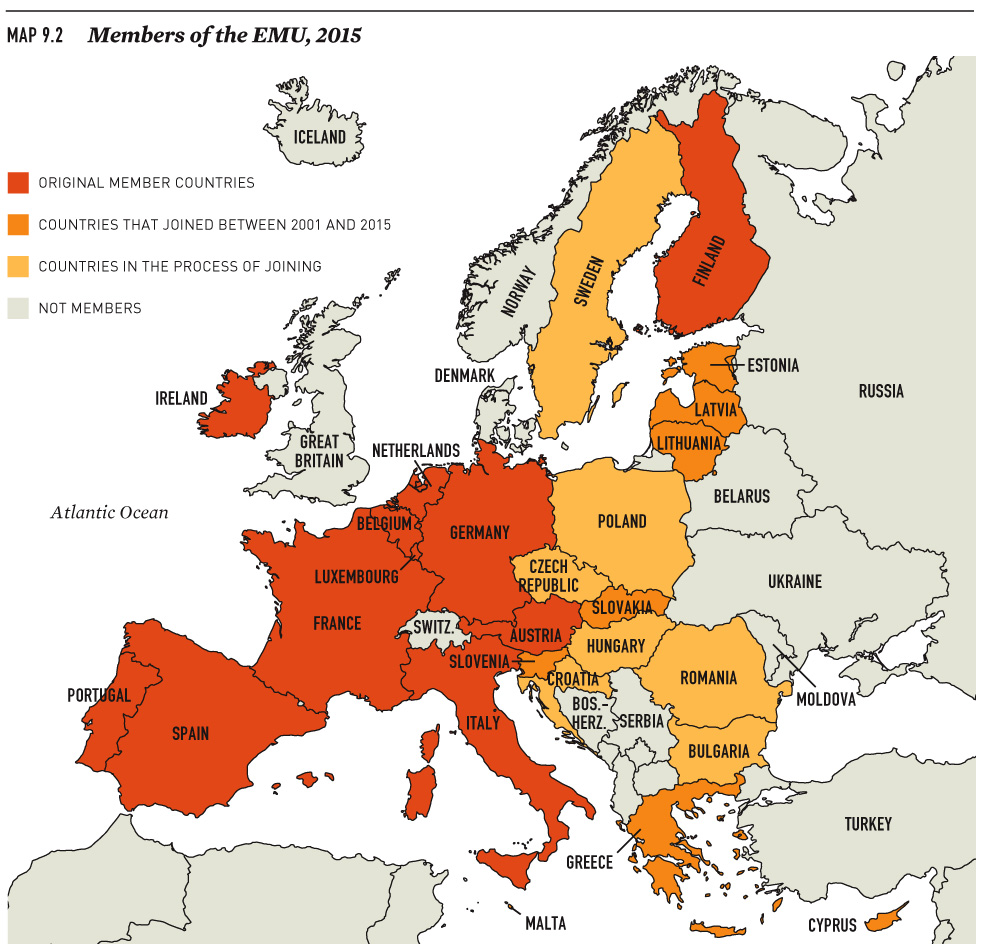 MAP 9.2 Members of the EMU, 2015
ICELAND
ORIGINAL MEMBER COUNTRIES
COUNTRIES THAT JOINED BETWEEN 2001 AND 2015
COUNTRIES IN THE PROCESS OF JOINING
NOT MEMBERS
NORWAY
SWEDEN
FINLAND
DENMARK
ESTONIA
RUSSIA
IRELAND
LATVIA
LITHUANIA
GREAT
BRITAIN
NETHERLANDS
BELARUS
Atlantic Ocean
BELGIUM
GERMANY
POLAND
LUXEMBOURG
CZECH
REPUBLIC
UKRAINE
SLOVAKIA
FRANCE
SWITZ.
AUSTRIA
HUNGARY
SLOVENIA
CROATIA
ROMANIA
MOLDOVA
PORTUGAL
SPAIN
ITALY
BOS.-
HERZ.
SERBIA
BULGARIA
TURKEY
GREECE
MALTA
CYPRUS